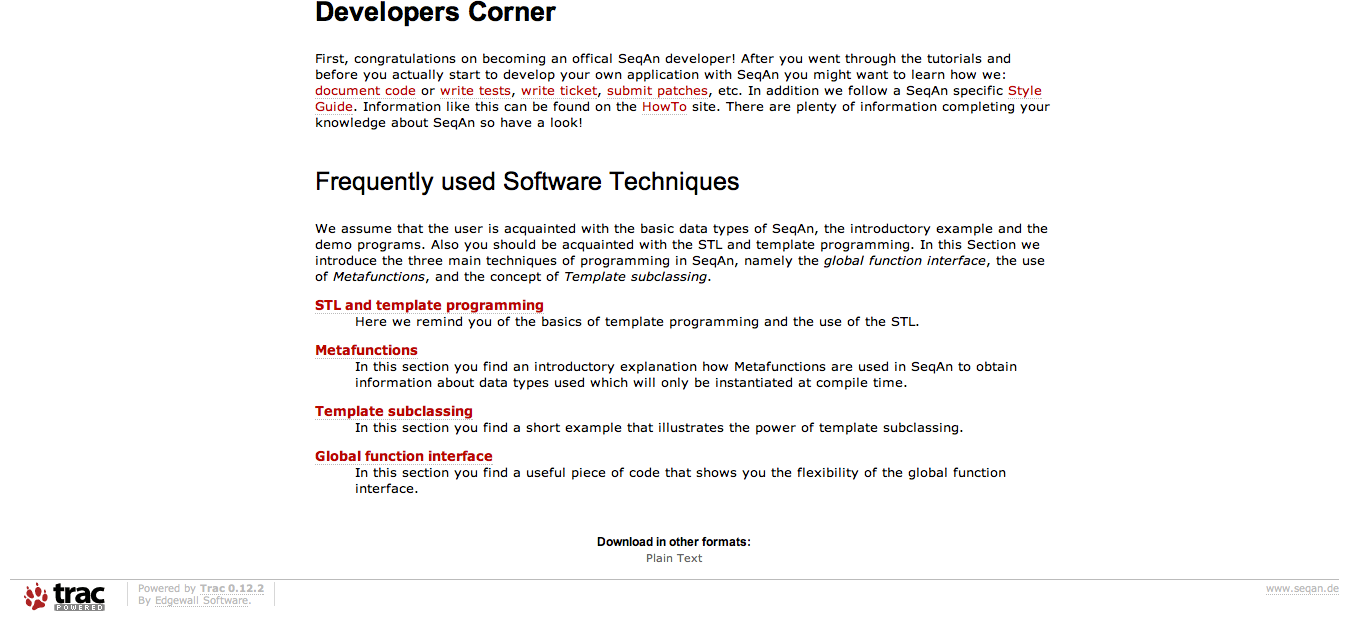 Developers Corner
First, congratulations on becoming an offical SeqAn developer! After you went through the tutorials and
before you actually start to develop your own application with SeqAn you might want to learn how we:
document code or write tests, write ticket, submit patches, etc. In addition we follow a SeqAn specific Style
Guide. Information like this can be found on the HowTo site. There are plenty of information completing your
knowledge about SeqAn so have a look!
Frequently used Software Techniques
We assume that the user is acquainted with the basic data types of SeqAn, the introductory example and the
demo programs. Also you should be acquainted with the STL and template programming. In this Section we
introduce the three main techniques of programming in SeqAn, namely the global function interface, the use
of Metafunctions, and the concept of Template subclassing.
STL and template programming
Here we remind you of the basics of template programming and the use of the STL.
Metafunctions
In this section you find an introductory explanation how Metafunctions are used in SeqAn to obtain
information about data types used which will only be instantiated at compile time.
Template subclassing
In this section you find a short example that illustrates the power of template subclassing.
Global function interface
In this section you find a useful piece of code that shows you the flexibility of the global function
interface.
Download in other formats:
Plain Text
trac
POWERED
Powered by Trac 0.12.2
By Edgewall Software.
www.seqan.de